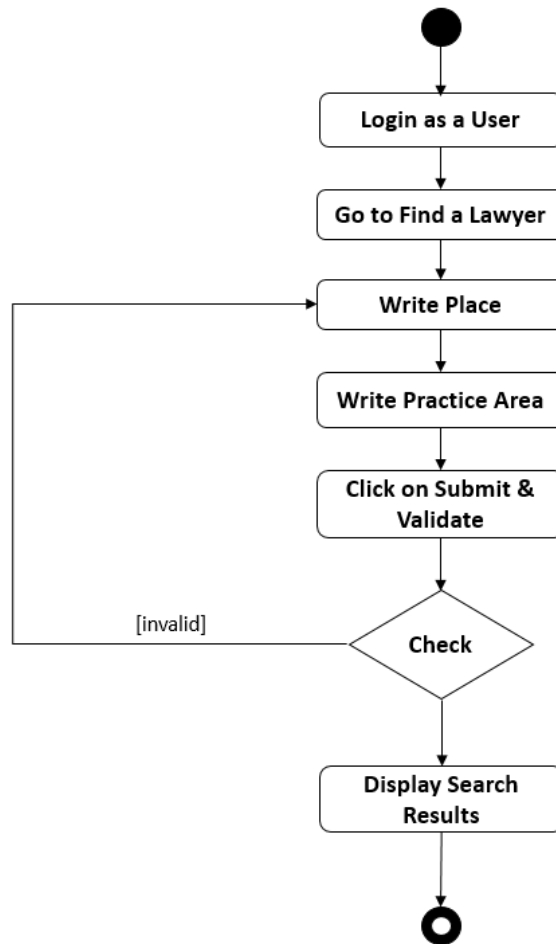 Login as a User
Go to Find a Lawyer
Write Place
Write Practice Area
Click on Submit &
Validate
[invalid]
Check
Display Search
Results